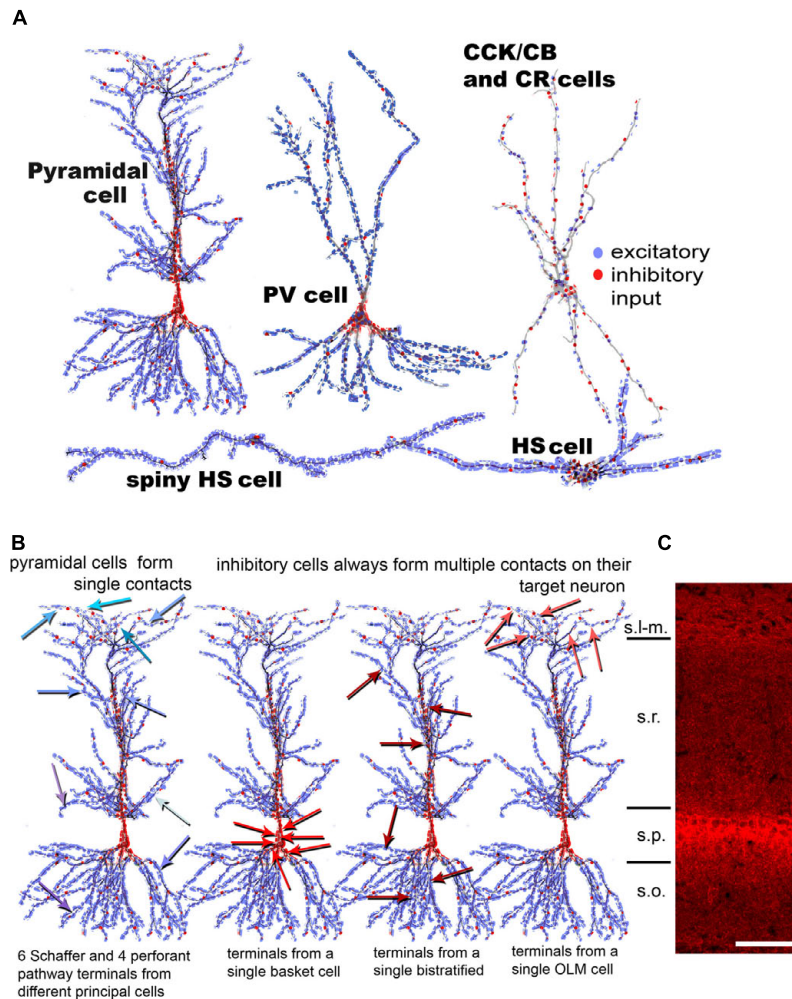 A
Pyramidal
cell
PV cell
CCK/CB
and CR cells
excitatory
inhibitory
input
spiny HS cell
HS cell
B
pyramidal cells form
single contacts
inhibitory cells always form multiple contacts on their
target neuron
6 Schaffer and 4 perforant
pathway terminals from
different principal cells
terminals from a
single basket cell
terminals from a
single bistratified
terminals from a
single OLM cell
C
s.l-m.
s.r.
s.p.
s.o.